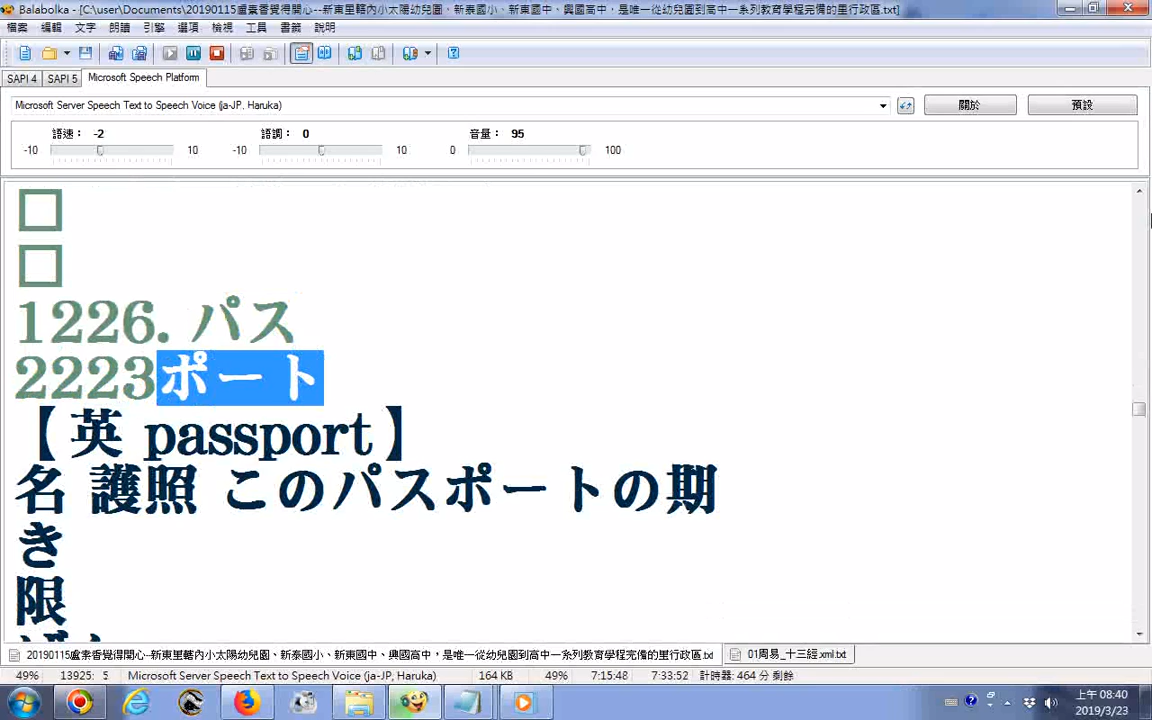 Balabolka - [C:\user\Documents\20190115盧素香覺得開心--新東里轄內小太陽幼兒園、新泰國小、新東國中、興國高中，是唯一從幼兒園到高中一系列教育學程完備的里行政區.txt]
檔案 編輯 文字 朗讀 引擎 選項 檢視 工具 書籤 說明
SAPI 4 SAPI 5 Microsoft Speech Platform
Microsoft Server Speech Text to Speech Voice (ja-JP, Haruka) 關於 預設
語速： -2 語調： 0 音量： 95
-10 10 -10 10 0 100
□
□
1226. パス
2223ポート
【英 passport】
名 護照 このパスポートの期
き
限
20190115盧素香覺得開心--新東里轄內小太陽幼兒園、新泰國小、新東國中、興國高中，是唯一從幼兒園到高中一系列教育學程完備的里行政區.txt 01周易_十三經.xml.txt
49% 13925: 5 Microsoft Server Speech Text to Speech Voice (ja-JP, Haruka) 164 KB 49% 7:15:48 7:33:52 計時器: 464 分 剩餘
上午 08:40
2019/3/23